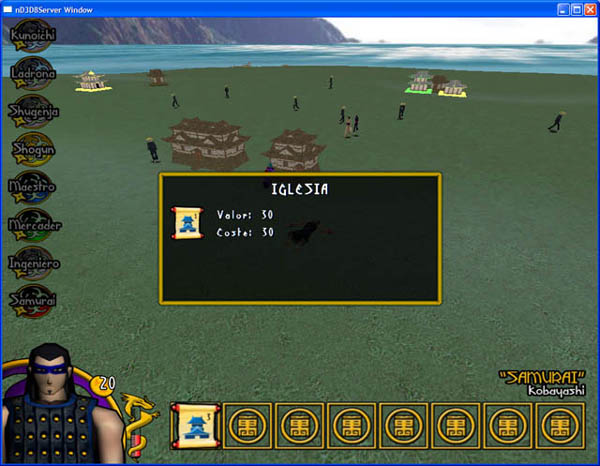 nD3D8Server Window
Kunoichi
Ladrona
Shugenja
Shogun
Maestro
Mercader
Ingeniero
Samurai
IGLESIA
Valor: 30
Coste: 30
20
"SAMURAI"
Kobayashi